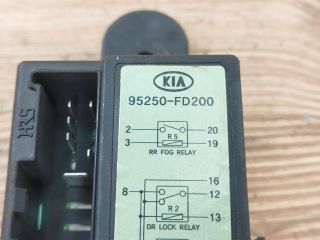 HRS
KIA
95250-FD200
2 R 5 20
3 19
RR FOG RELAY
16
8 12
R 2 13
DR LOCK RELAY